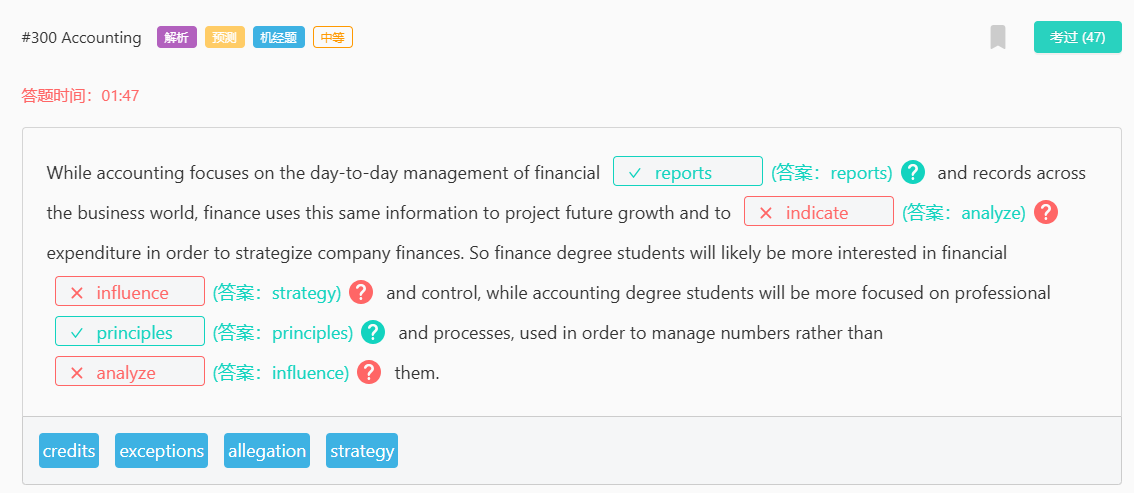 #300 Accounting 解析 预测 机经题 中等 考过 (47)
答题时间：01:47
While accounting focuses on the day-to-day management of financial ✓ reports (答案：reports) ? and records across
the business world, finance uses this same information to project future growth and to ✕ indicate (答案：analyze) ?
expenditure in order to strategize company finances. So finance degree students will likely be more interested in financial
✕ influence (答案：strategy) ? and control, while accounting degree students will be more focused on professional
✓ principles (答案：principles) ? and processes, used in order to manage numbers rather than
✕ analyze (答案：influence) ? them.
credits exceptions allegation strategy